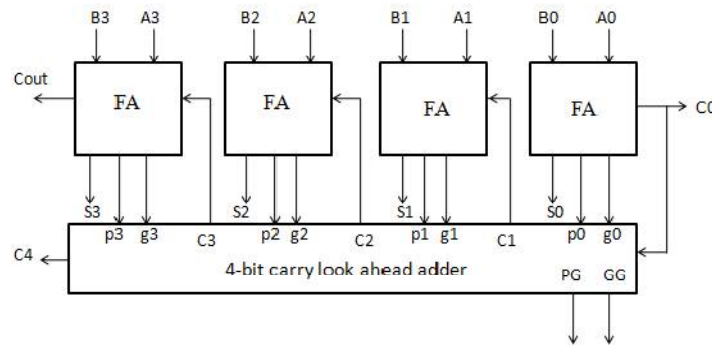 B3 A3 B2 A2 B1 A1 B0 A0
Cout FA FA FA FA C0
S3 S2 S1 S0
p3 g3 C3 p2 g2 C2 p1 g1 C1 p0 g0
C4 4-bit carry look ahead adder PG GG